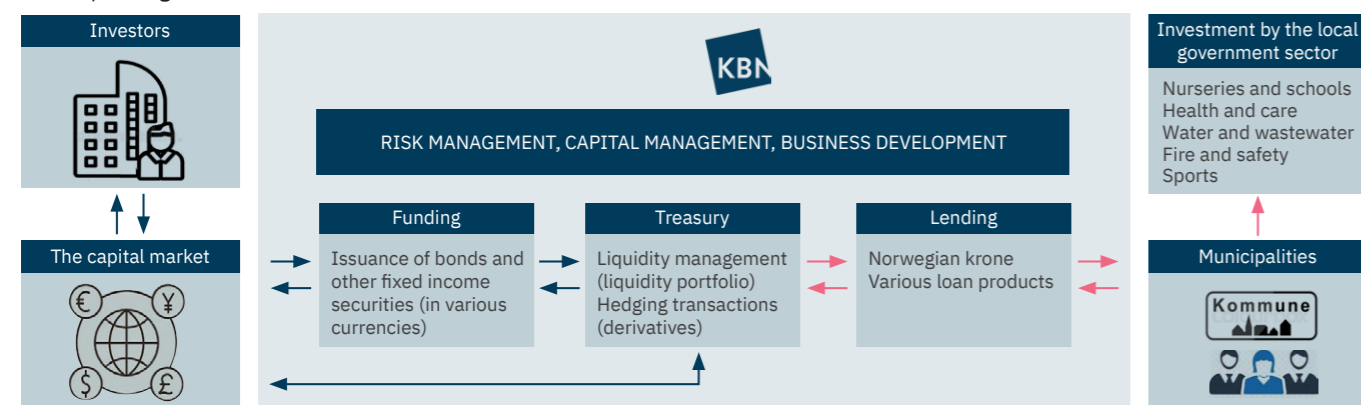 Investors
The capital market
€
¥
$
£
KBN
RISK MANAGEMENT, CAPITAL MANAGEMENT, BUSINESS DEVELOPMENT
Funding
Issuance of bonds and
other fixed income
securities (in various
currencies)
Treasury
Liquidity management
(liquidity portfolio)
Hedging transactions
(derivatives)
Lending
Norwegian krone
Various loan products
Investment by the local
government sector
Nurseries and schools
Health and care
Water and wastewater
Fire and safety
Sports
Municipalities
Kommune